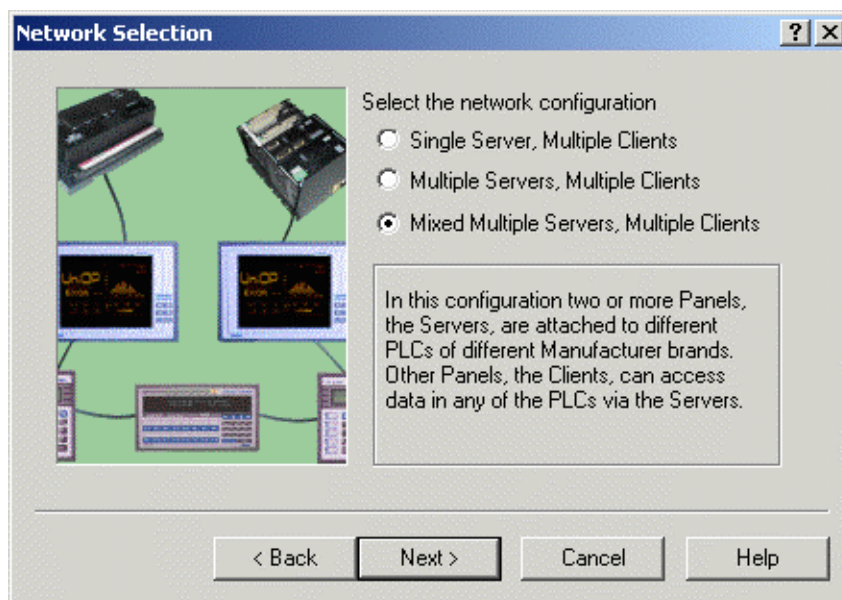 Network Selection
Select the network configuration
Single Server, Multiple Clients
Multiple Servers, Multiple Clients
Mixed Multiple Servers, Multiple Clients
In this configuration two or more Panels,
the Servers, are attached to different
PLCs of different Manufacturer brands.
Other Panels, the Clients, can access
data in any of the PLCs via the Servers.
< Back
Next >
Cancel
Help